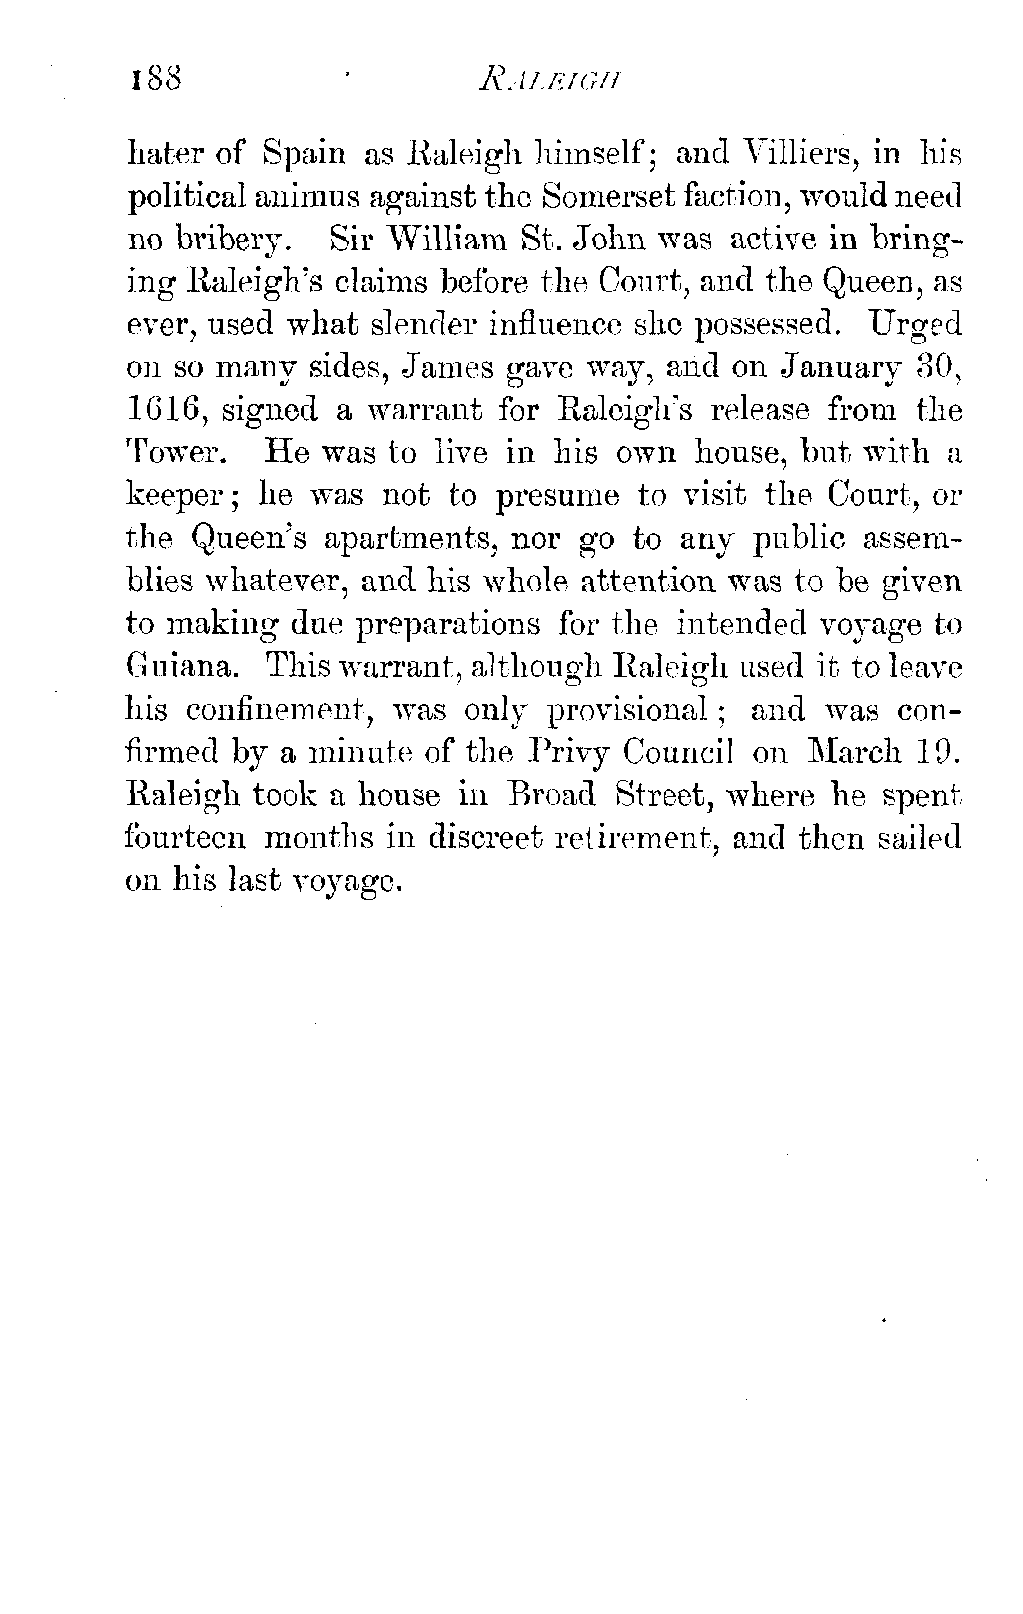 188 RALEIGH
hater of Spain as Raleigh himself; and Villiers, in his
political animus against the Somerset faction, would need
no bribery. Sir William St. John was active in bring-
ing Raleigh's claims before the Court, and the Queen, as
ever, used what slender influence she possessed. Urged
on so many sides, James gave way, and on January 30,
1616, signed a warrant for Raleigh's release from the
Tower. He was to live in his own house, but with a
keeper; he was not to presume to visit the Court, or
the Queen's apartments, nor go to any public assem-
blies whatever, and his whole attention was to be given
to making due preparations for the intended voyage to
Guiana. This warrant, although Raleigh used it to leave
his confinement, was only provisional; and was con-
firmed by a minute of the Privy Council on March 19.
Raleigh took a house in Broad Street, where he spent
fourteen months in discreet retirement, and then sailed
on his last voyage.